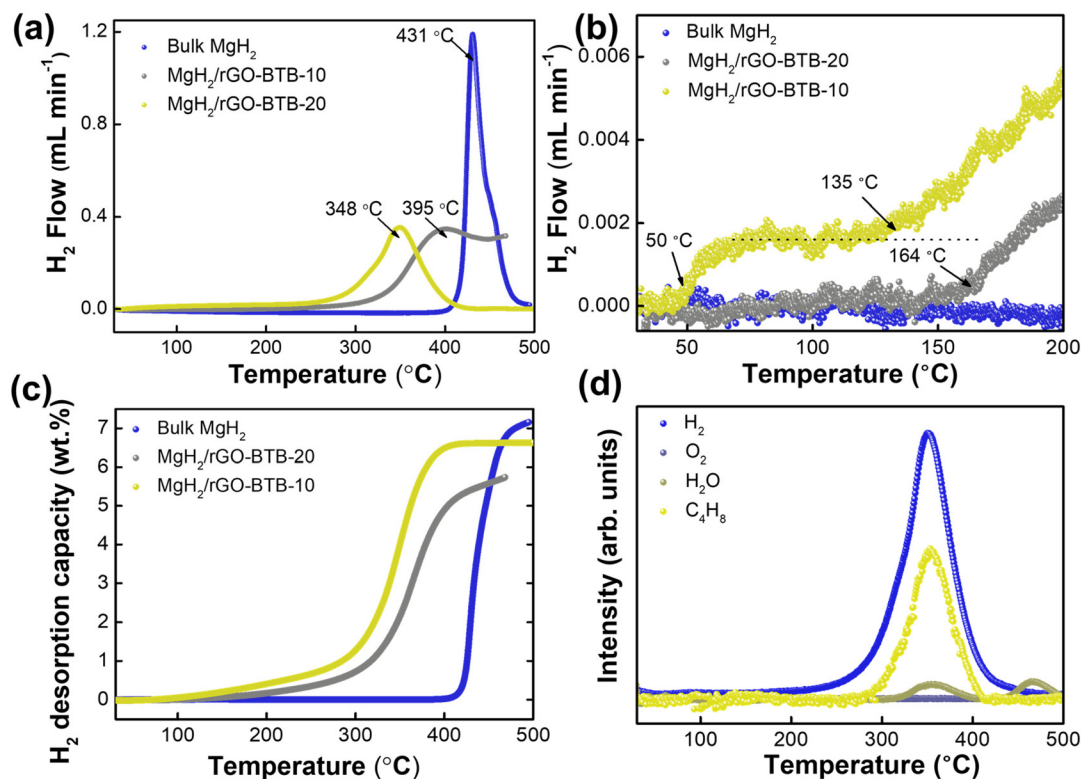 (a)
H₂ Flow (mL min⁻¹)
1.2
0.8
0.4
0.0
Bulk MgH₂
MgH₂/rGO-BTB-10
MgH₂/rGO-BTB-20
431 °C
348 °C
395 °C
100 200 300 400 500
Temperature (°C)
(b)
H₂ Flow (mL min⁻¹)
0.006
0.004
0.002
0.000
Bulk MgH₂
MgH₂/rGO-BTB-20
MgH₂/rGO-BTB-10
135 °C
50 °C
164 °C
50 100 150 200
Temperature (°C)
(c)
H₂ desorption capacity (wt.%)
7
6
5
4
3
2
1
0
Bulk MgH₂
MgH₂/rGO-BTB-20
MgH₂/rGO-BTB-10
100 200 300 400 500
Temperature (°C)
(d)
Intensity (arb. units)
H₂
O₂
H₂O
C₄H₈
100 200 300 400 500
Temperature (°C)